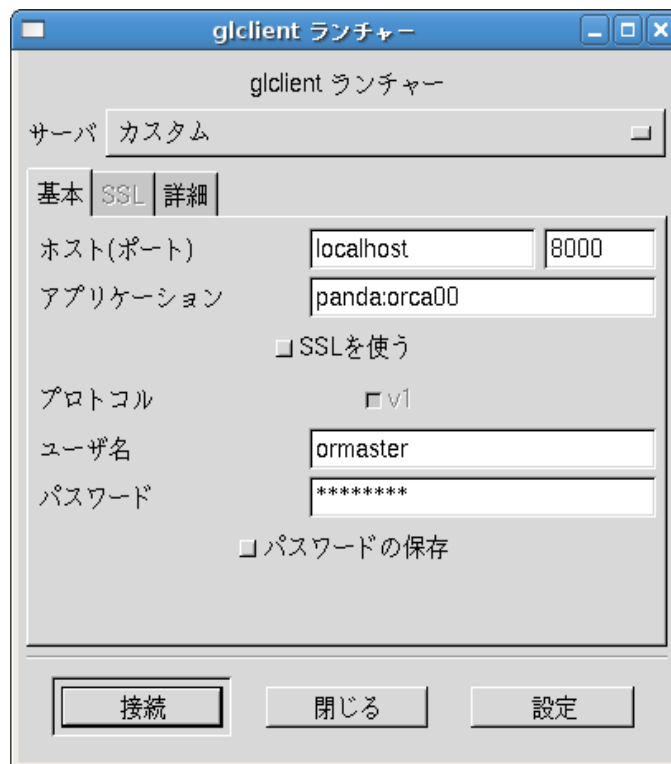 glclient ランチャー
glclient ランチャー
サーバ カスタム
基本 SSL 詳細
ホスト(ポート) localhost 8000
アプリケーション panda:orca00
SSLを使う
プロトコル v1
ユーザ名 ormaster
パスワード ********
パスワードの保存
接続 閉じる 設定